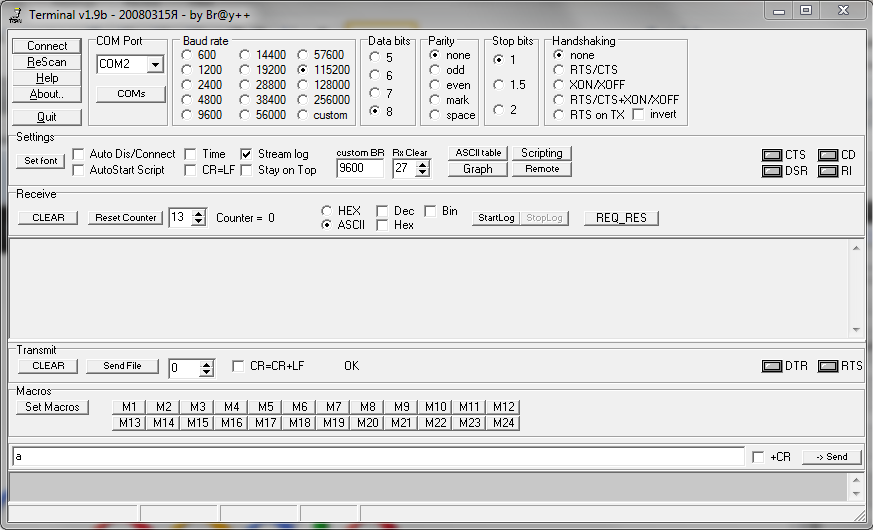 Terminal v1.9b - 20080315Я - by Br@y++
Connect
ReScan
Help
About..
Quit
COM Port
COM2
COMs
Baud rate
600 14400 57600
1200 19200 115200
2400 28800 128000
4800 38400 256000
9600 56000 custom
Data bits
5
6
7
8
Parity
none
odd
even
mark
space
Stop bits
1
1.5
2
Handshaking
none
RTS/CTS
XON/XOFF
RTS/CTS+XON/XOFF
RTS on TX invert
Settings
Set font
Auto Dis/Connect Time Stream log
AutoStart Script CR=LF Stay on Top
custom BR Rx Clear
9600 27
ASCII table Scripting
Graph Remote
CTS CD
DSR RI
Receive
CLEAR Reset Counter 13 Counter = 0
HEX Dec Bin
ASCII Hex
StartLog StopLog REQ_RES
Transmit
CLEAR Send File 0 CR=CR+LF OK DTR RTS
Macros
Set Macros
M1 M2 M3 M4 M5 M6 M7 M8 M9 M10 M11 M12
M13 M14 M15 M16 M17 M18 M19 M20 M21 M22 M23 M24
a +CR -> Send